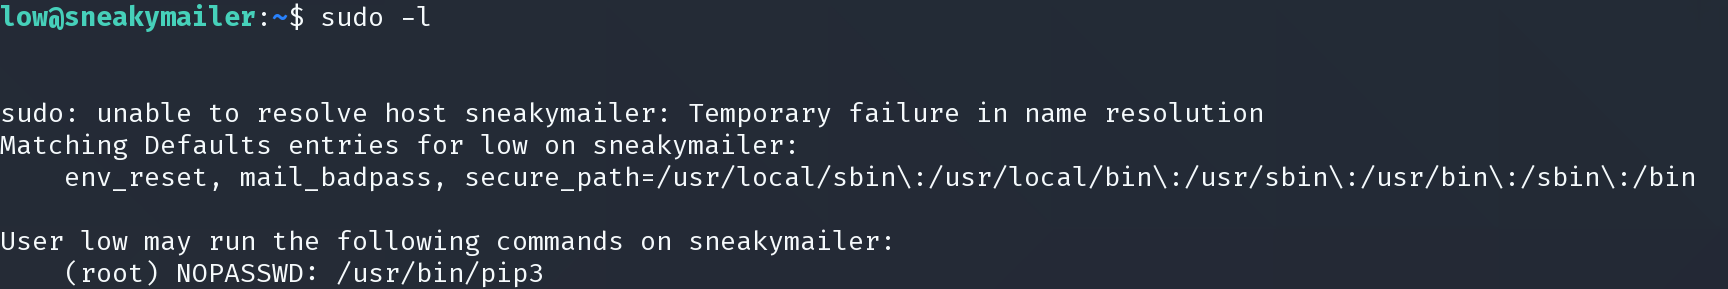 low@sneakymailer:~$ sudo -l
sudo: unable to resolve host sneakymailer: Temporary failure in name resolution
Matching Defaults entries for low on sneakymailer:
    env_reset, mail_badpass, secure_path=/usr/local/sbin\:/usr/local/bin\:/usr/sbin\:/usr/bin\:/sbin\:/bin
User low may run the following commands on sneakymailer:
    (root) NOPASSWD: /usr/bin/pip3